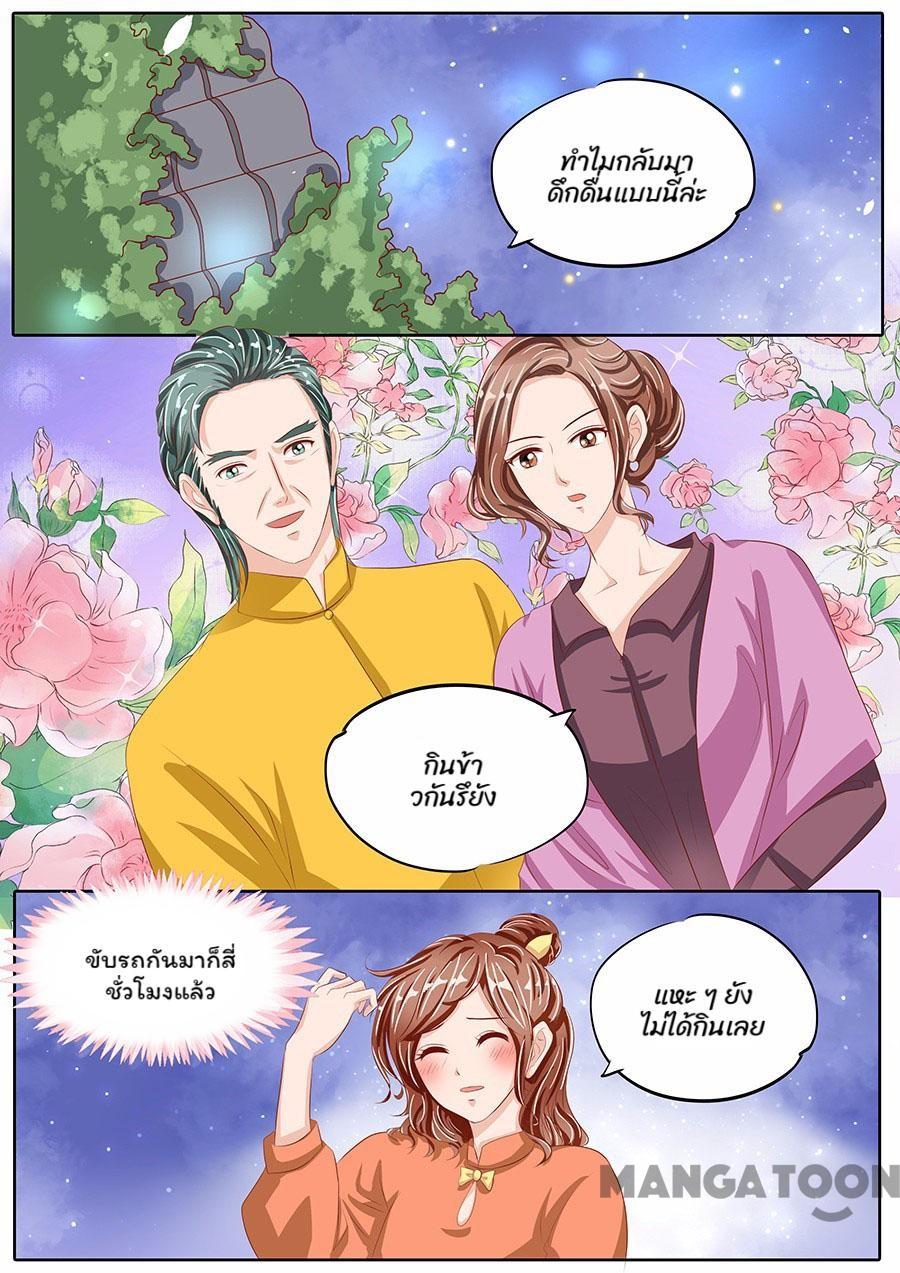 ทำไมกลับมา
ดึกดื่นแบบนี้ล่ะ
กินข้า
วกันรึยัง
ขับรถกันมาก็สี่
ชั่วโมงแล้ว
แหะ ๆ ยัง
ไม่ได้กินเลย
MANGATOON